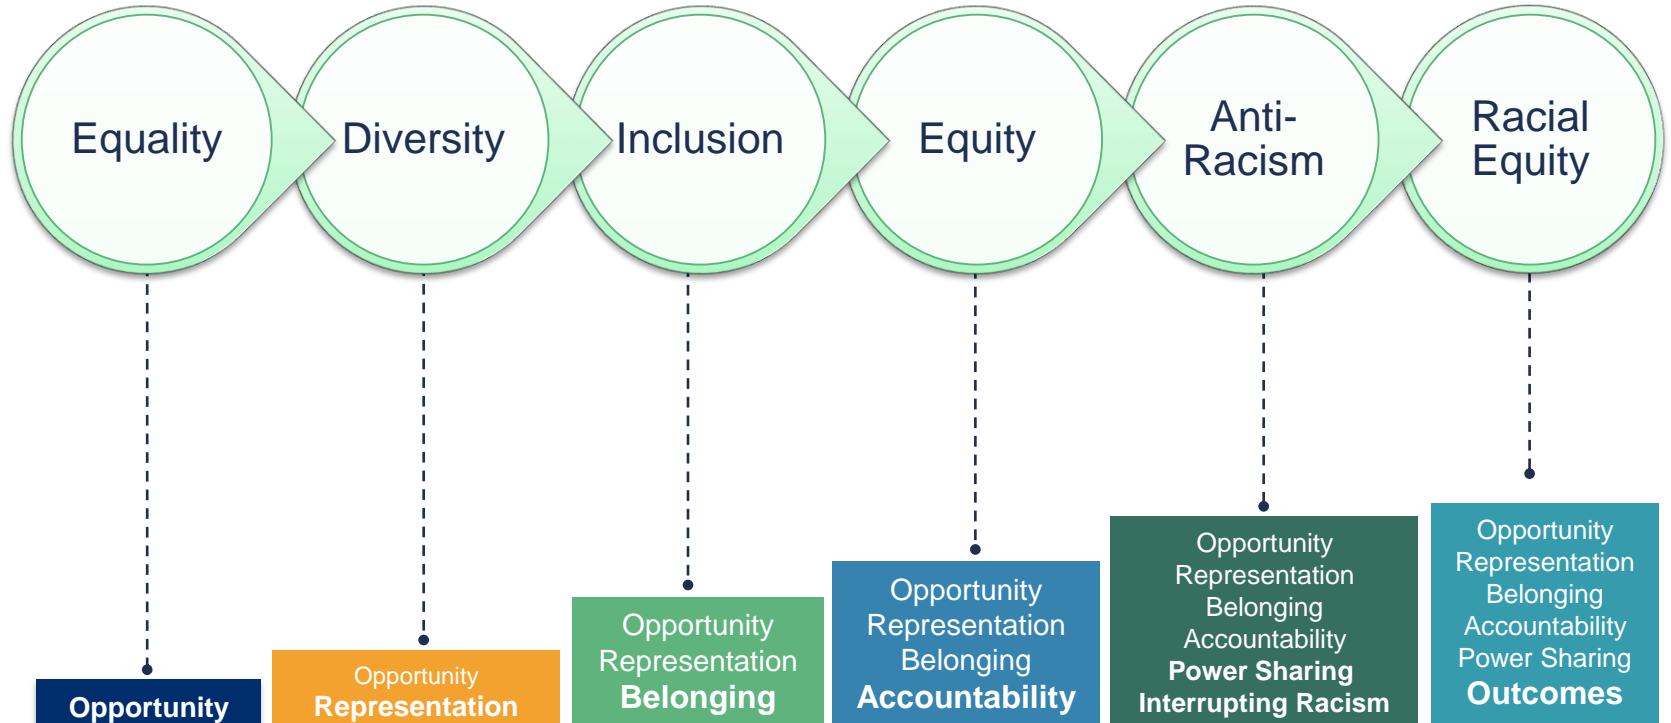 Equality
Diversity
Inclusion
Equity
Anti-
Racism
Racial
Equity
Opportunity
Opportunity
Representation
Opportunity
Representation
Belonging
Opportunity
Representation
Belonging
Accountability
Opportunity
Representation
Belonging
Accountability
Power Sharing
Interrupting Racism
Opportunity
Representation
Belonging
Accountability
Power Sharing
Outcomes